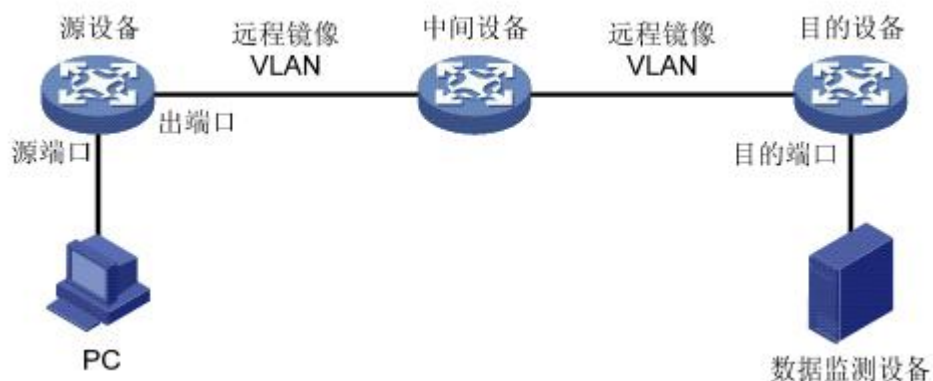 源设备
远程镜像
VLAN
中间设备
远程镜像
VLAN
目的设备
出端口
源端口
目的端口
PC
数据监测设备